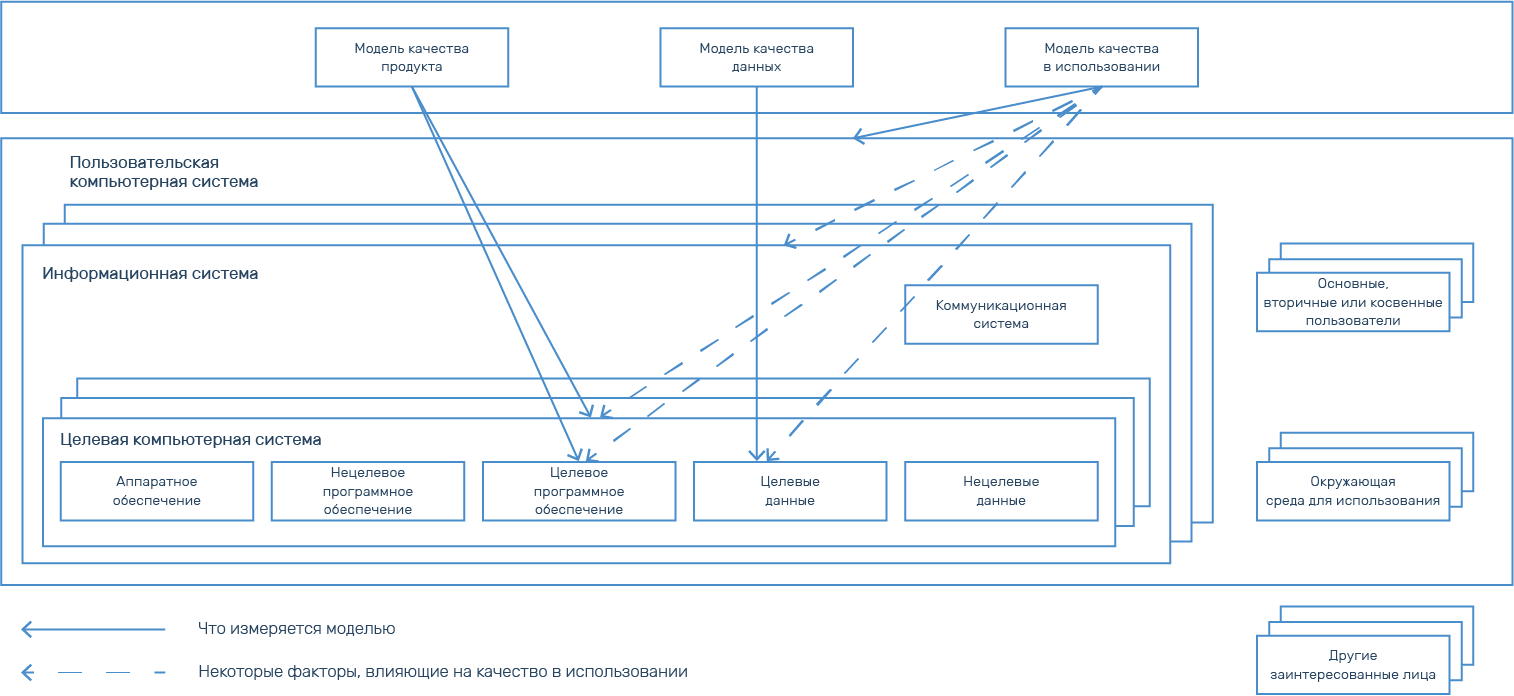 Модель качества
продукта
Модель качества
данных
Модель качества
в использовании
Пользовательская
компьютерная система
Информационная система
Коммуникационная
система
Основные,
вторичные или косвенные
пользователи
Целевая компьютерная система
Аппаратное
обеспечение
Нецелевое
программное
обеспечение
Целевое
программное
обеспечение
Целевые
данные
Нецелевые
данные
Окружающая
среда для использования
Что измеряется моделью
Некоторые факторы, влияющие на качество в использовании
Другие
заинтересованные лица